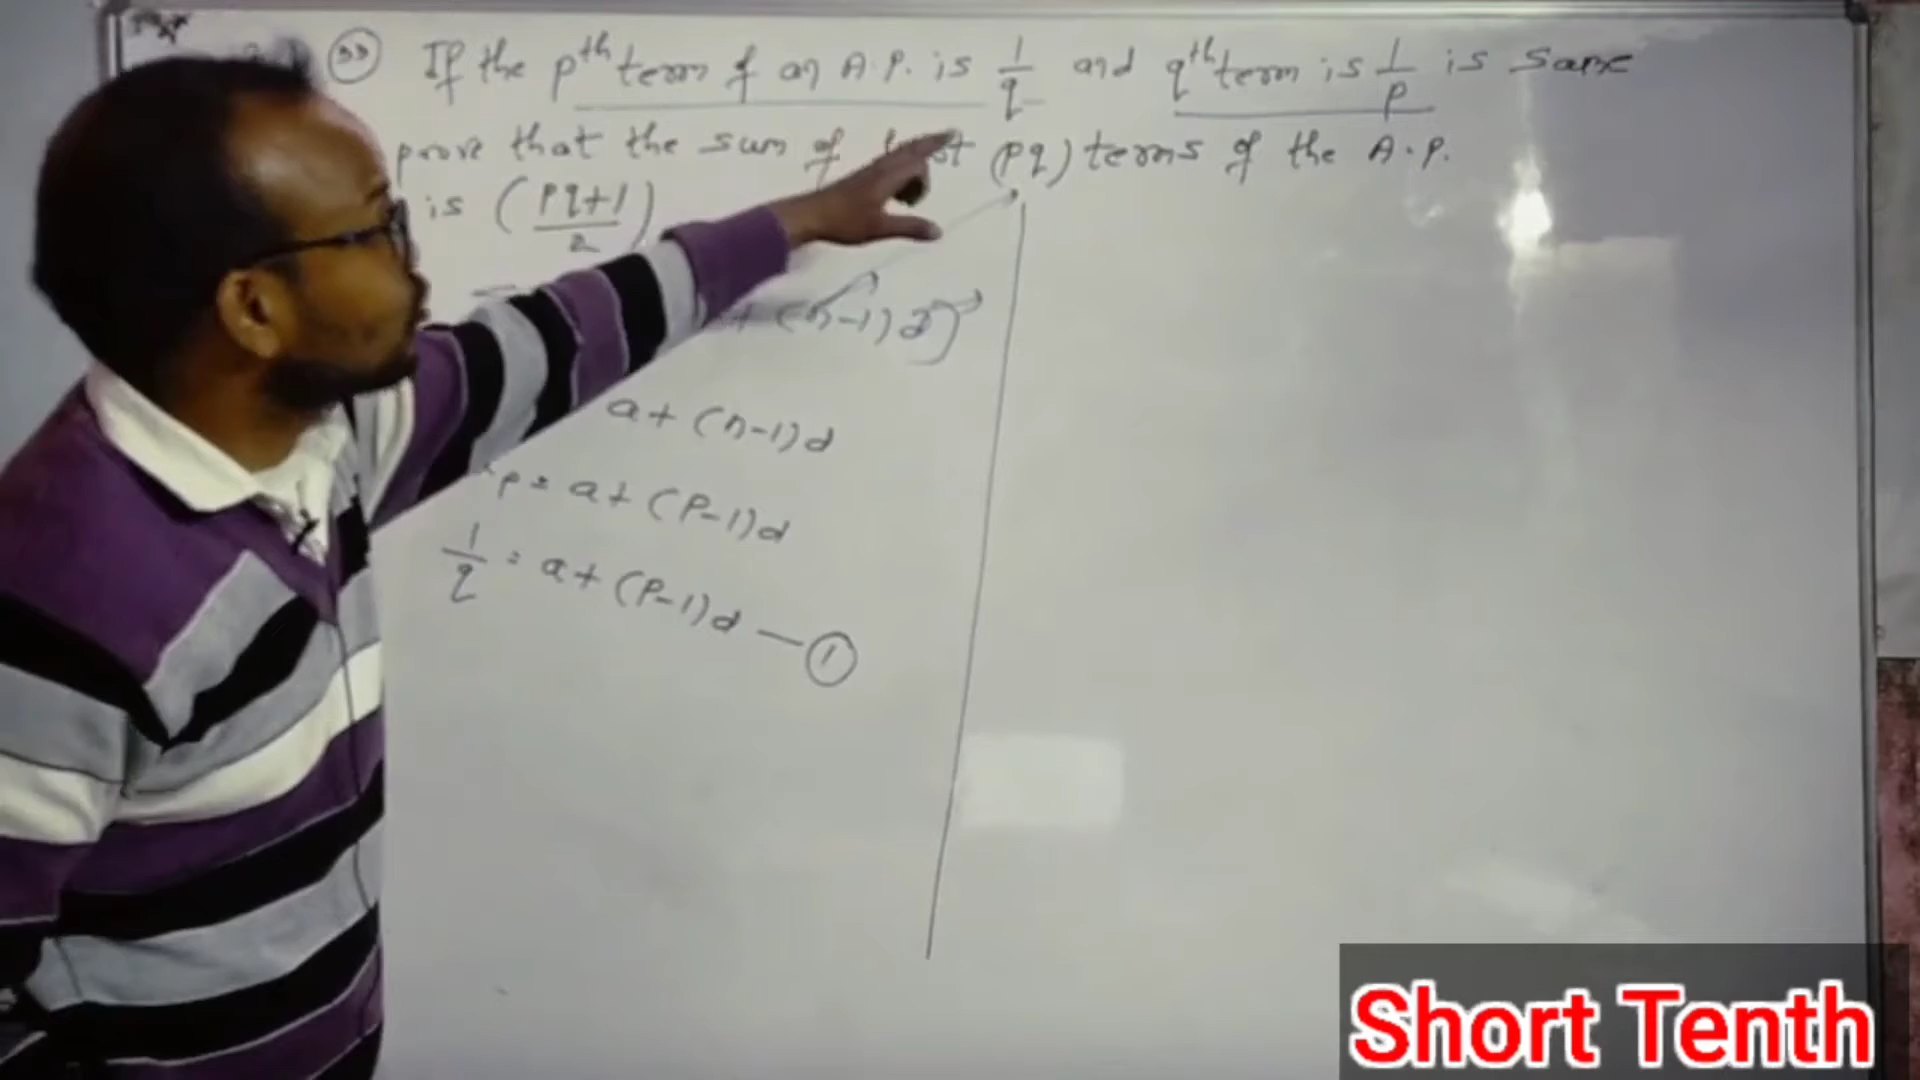 33 If the pth term of an A.P. is 1/q and qth term is 1/p is same
prove that the sum of first (pq) terms of the A.P.
is (pq+1/2)
+ (n-1)d]
a+ (n-1)d
p = a+ (P-1)d
1/q = a+ (P-1)d — 1
Short Tenth